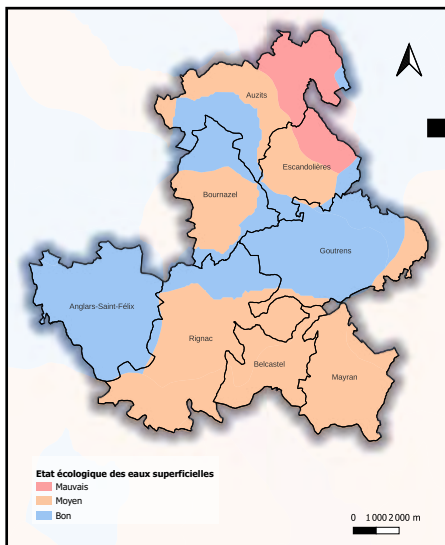 Auzits
Escandolières
Bournazel
Goutrens
Anglars-Saint-Félix
Rignac
Belcastel
Mayran
Etat écologique des eaux superficielles
Mauvais
Moyen
Bon
0 1 000 2 000 m